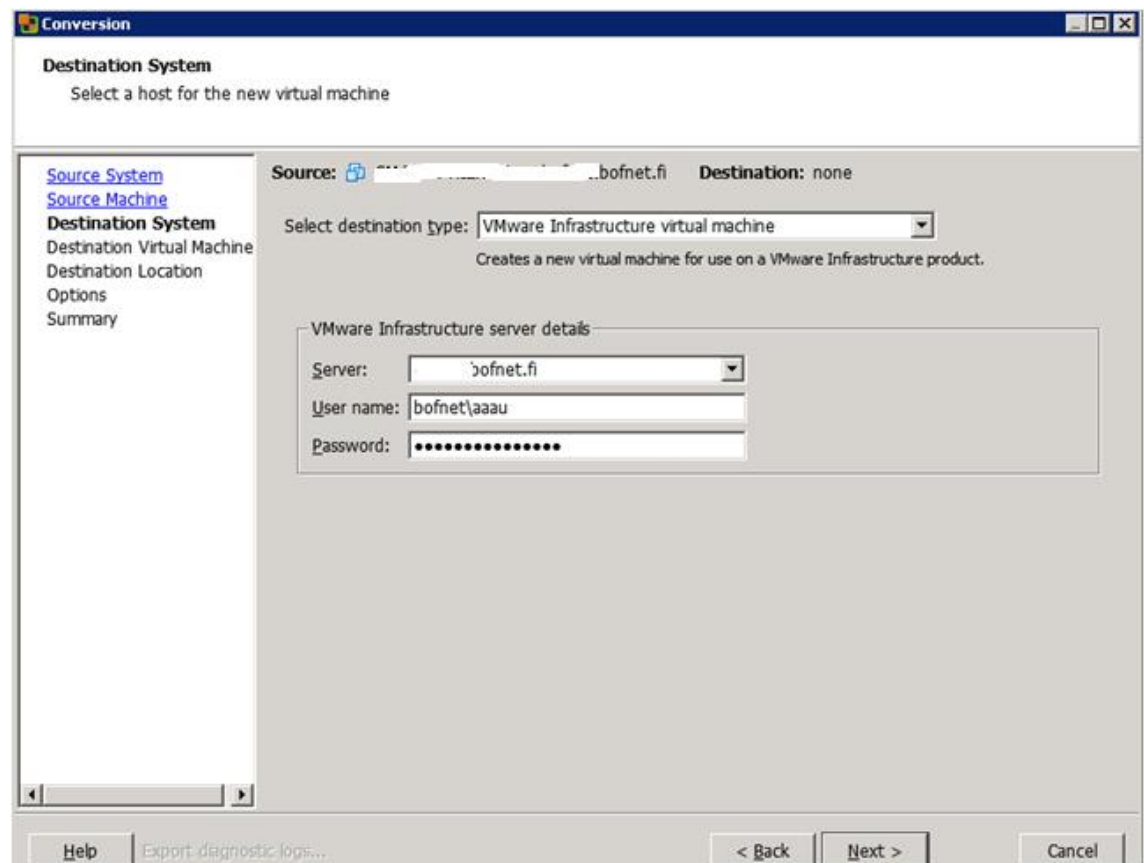 Conversion
Destination System
Select a host for the new virtual machine
Source System
Source Machine
Destination System
Destination Virtual Machine
Destination Location
Options
Summary
Source: bofnet.fi Destination: none
Select destination type: VMware Infrastructure virtual machine
Creates a new virtual machine for use on a VMware Infrastructure product.
VMware Infrastructure server details
Server: bofnet.fi
User name: bofnet\aaau
Password: •••••••••••••••
Help Export diagnostic logs... < Back Next > Cancel